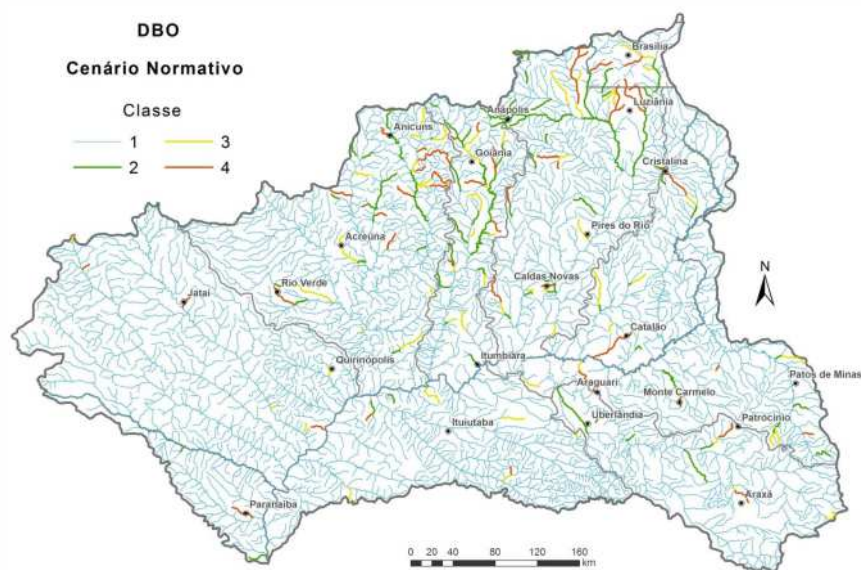 DBO
Cenário Normativo
Classe
1 3
2 4
Brasília
Luziânia
Anápolis
Anicuns
Goiânia
Cristalina
Pires do Rio
Acreúna
Caldas Novas
Rio Verde
Jataí
N
Catalão
Quirinópolis
Itumbiara
Araguari
Monte Carmelo
Patos de Minas
Ituiutaba
Uberlândia
Patrocínio
Paranaíba
Araxá
0 20 40 80 120 160
km